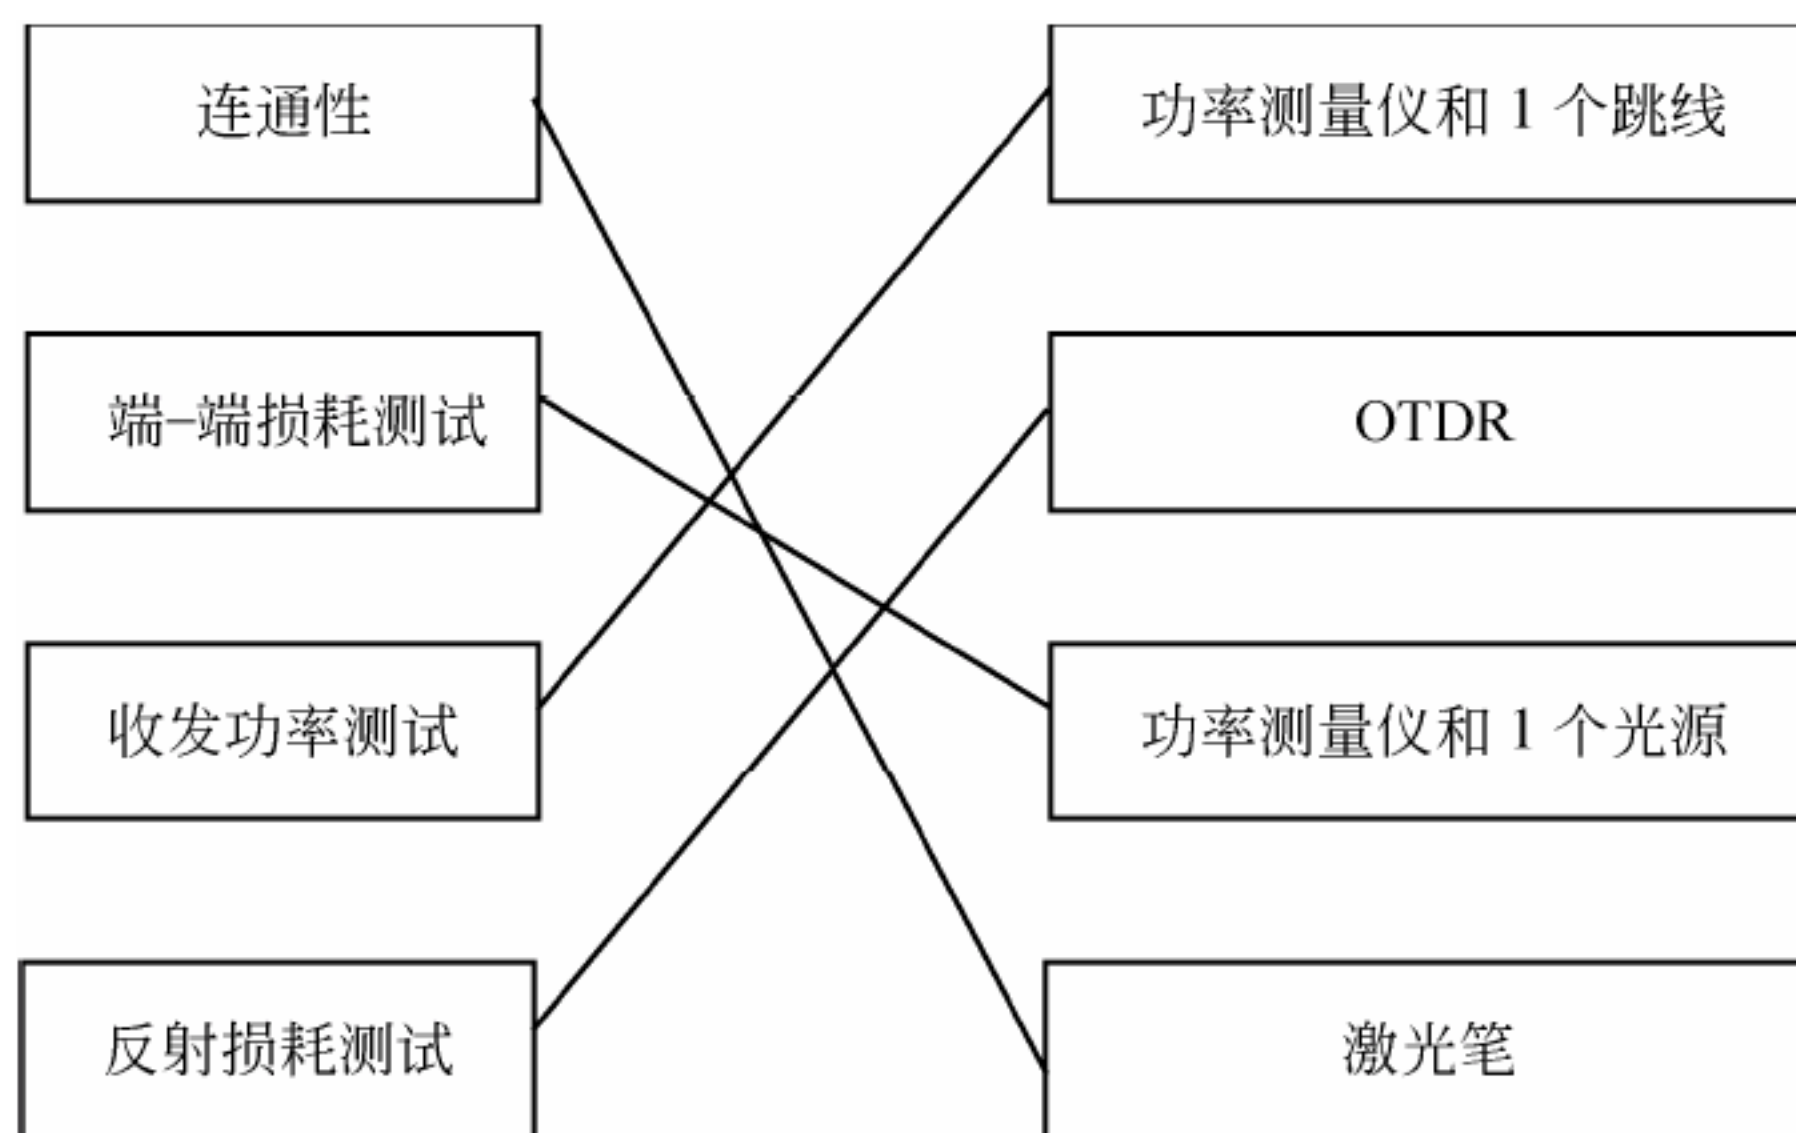 连通性
功率测量仪和 1 个跳线
端–端损耗测试
OTDR
收发功率测试
功率测量仪和 1 个光源
反射损耗测试
激光笔